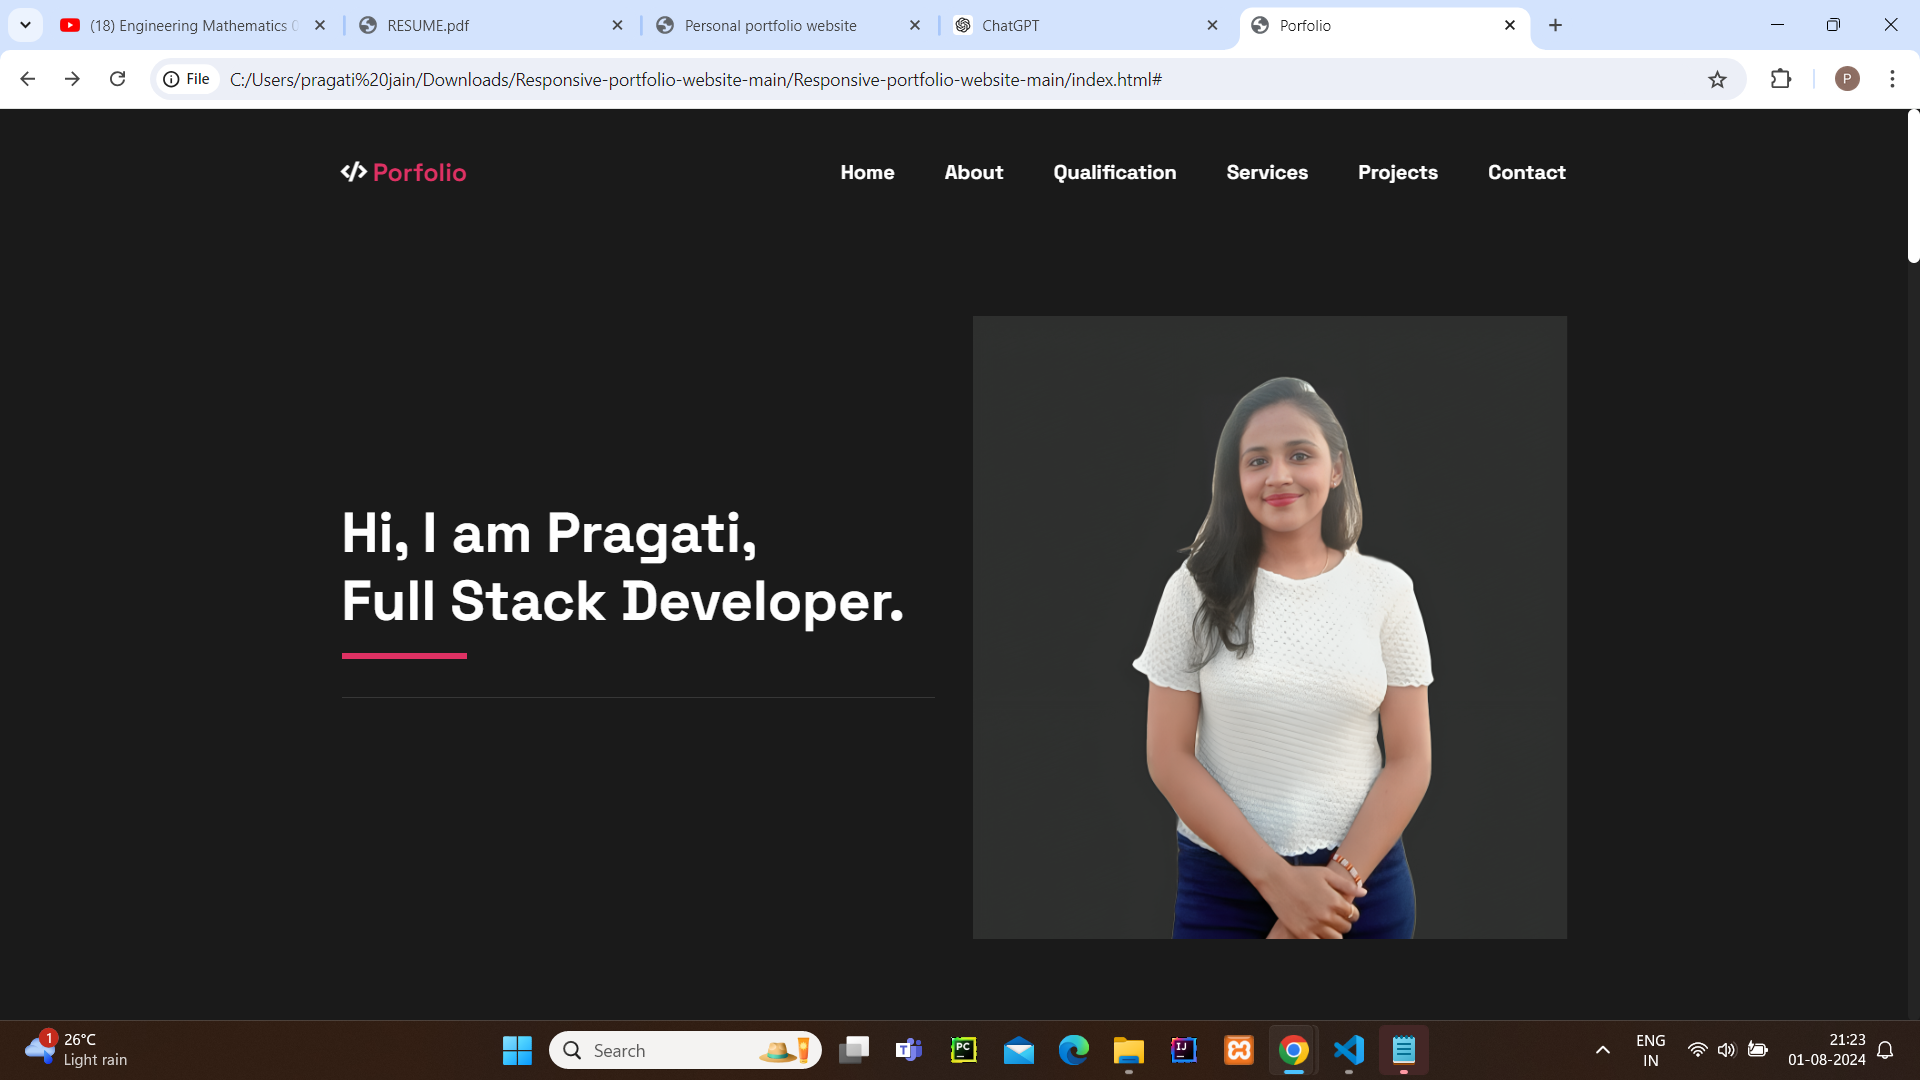 (18) Engineering Mathematics
RESUME.pdf
Personal portfolio website
ChatGPT
Porfolio
File
C:/Users/pragati%20jain/Downloads/Responsive-portfolio-website-main/Responsive-portfolio-website-main/index.html#
P
</> Porfolio
Home
About
Qualification
Services
Projects
Contact
Hi, I am Pragati,
Full Stack Developer.
1
26°C
Light rain
Search
T
PC
IJ
ENG
IN
21:23
01-08-2024